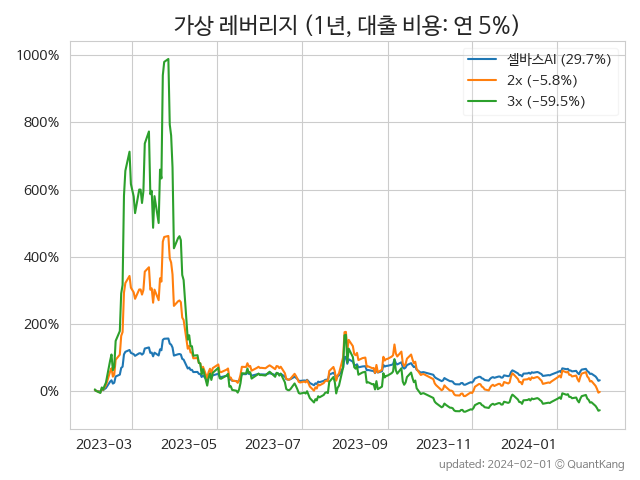 가상 레버리지 (1년, 대출 비용: 연 5%)
셀바스AI (29.7%)
2x (-5.8%)
3x (-59.5%)
1000%
800%
600%
400%
200%
0%
2023-03 2023-05 2023-07 2023-09 2023-11 2024-01
updated: 2024-02-01 © QuantKang